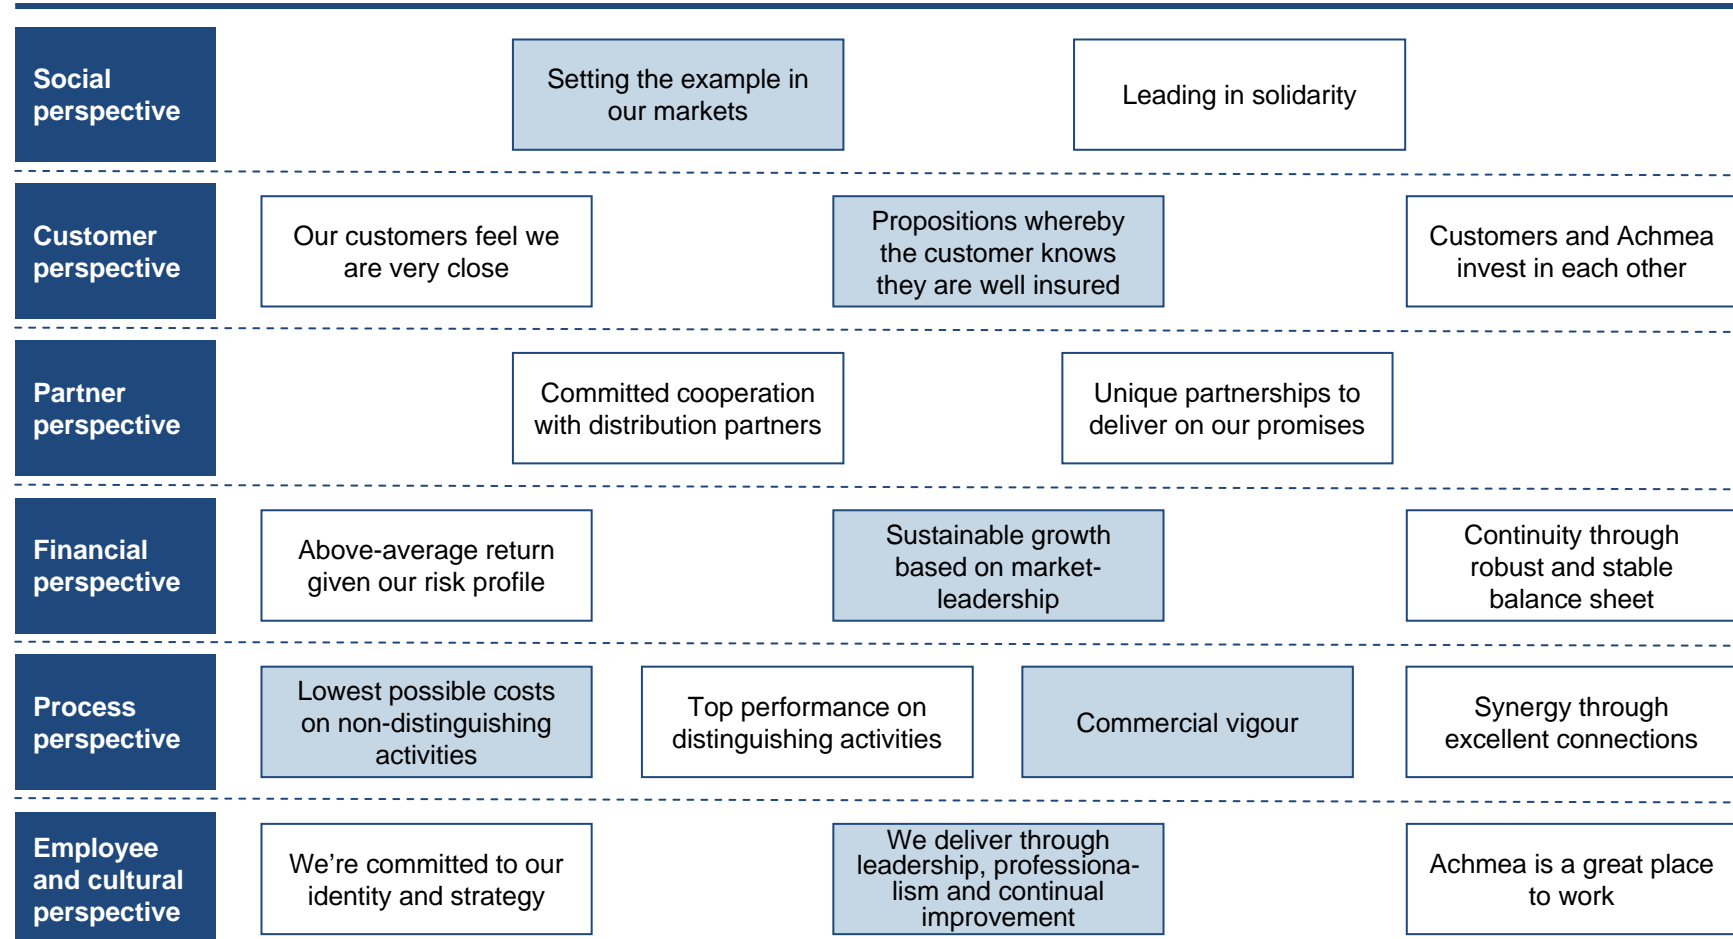 Social
perspective
Setting the example in
our markets
Leading in solidarity
Customer
perspective
Our customers feel we
are very close
Propositions whereby
the customer knows
they are well insured
Customers and Achmea
invest in each other
Partner
perspective
Committed cooperation
with distribution partners
Unique partnerships to
deliver on our promises
Financial
perspective
Above-average return
given our risk profile
Sustainable growth
based on market-
leadership
Continuity through
robust and stable
balance sheet
Process
perspective
Lowest possible costs
on non-distinguishing
activities
Top performance on
distinguishing activities
Commercial vigour
Synergy through
excellent connections
Employee
and cultural
perspective
We’re committed to our
identity and strategy
We deliver through
leadership, professiona-
lism and continual
improvement
Achmea is a great place
to work